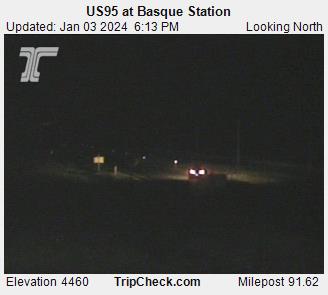 US95 at Basque Station
Updated: Jan 03 2024 6:13 PM Looking North
Elevation 4460 TripCheck.com Milepost 91.62